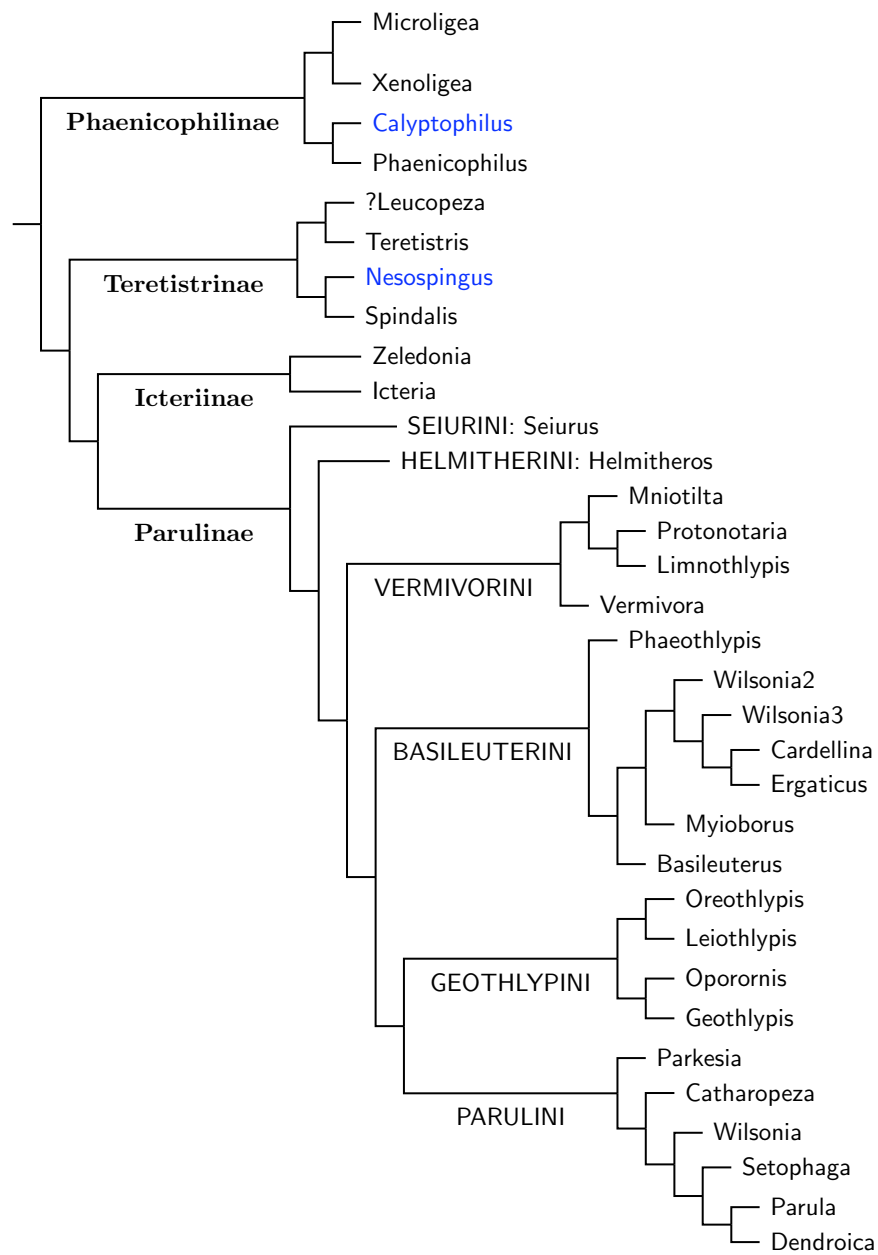 Microligea
Xenoligea
Phaenicophilinae
Calyptophilus
Phaenicophilus
?Leucopeza
Teretistris
Teretistrinae
Nesospingus
Spindalis
Zeledonia
Icteriinae
Icteria
SEIURINI: Seiurus
HELMITHERINI: Helmitheros
Parulinae
Mniotilta
Protonotaria
Limnothlypis
VERMIVORINI
Vermivora
Phaeothlypis
Wilsonia2
Wilsonia3
BASILEUTERINI
Cardellina
Ergaticus
Myioborus
Basileuterus
Oreothlypis
Leiothlypis
GEOTHLYPINI
Oporornis
Geothlypis
Parkesia
Catharopeza
PARULINI
Wilsonia
Setophaga
Parula
Dendroica